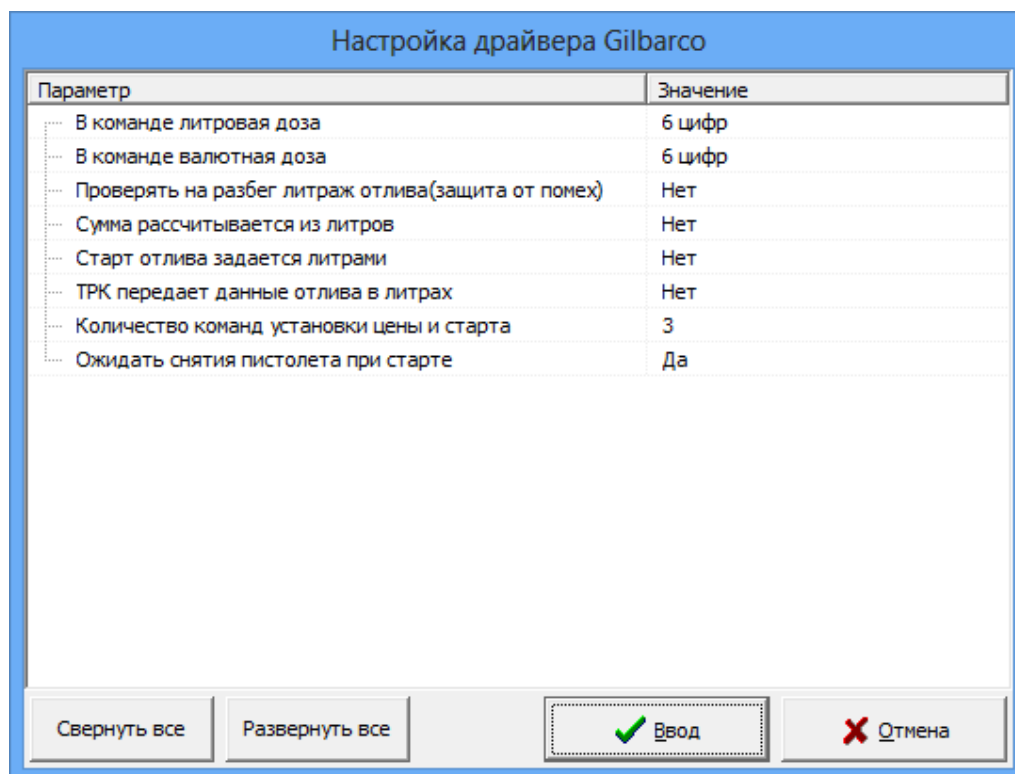 Настройка драйвера Gilbarco
Параметр Значение
В команде литровая доза 6 цифр
В команде валютная доза 6 цифр
Проверять на разбег литраж отлива(защита от помех) Нет
Сумма рассчитывается из литров Нет
Старт отлива задается литрами Нет
ТРК передает данные отлива в литрах Нет
Количество команд установки цены и старта 3
Ожидать снятия пистолета при старте Да
Свернуть все Развернуть все Ввод Отмена